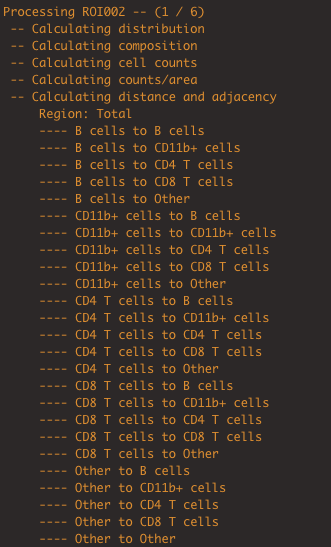 Processing ROI002 -- (1 / 6)
-- Calculating distribution
-- Calculating composition
-- Calculating cell counts
-- Calculating counts/area
-- Calculating distance and adjacency
Region: Total
---- B cells to B cells
---- B cells to CD11b+ cells
---- B cells to CD4 T cells
---- B cells to CD8 T cells
---- B cells to Other
---- CD11b+ cells to B cells
---- CD11b+ cells to CD11b+ cells
---- CD11b+ cells to CD4 T cells
---- CD11b+ cells to CD8 T cells
---- CD11b+ cells to Other
---- CD4 T cells to B cells
---- CD4 T cells to CD11b+ cells
---- CD4 T cells to CD4 T cells
---- CD4 T cells to CD8 T cells
---- CD4 T cells to Other
---- CD8 T cells to B cells
---- CD8 T cells to CD11b+ cells
---- CD8 T cells to CD4 T cells
---- CD8 T cells to CD8 T cells
---- CD8 T cells to Other
---- Other to B cells
---- Other to CD11b+ cells
---- Other to CD4 T cells
---- Other to CD8 T cells
---- Other to Other